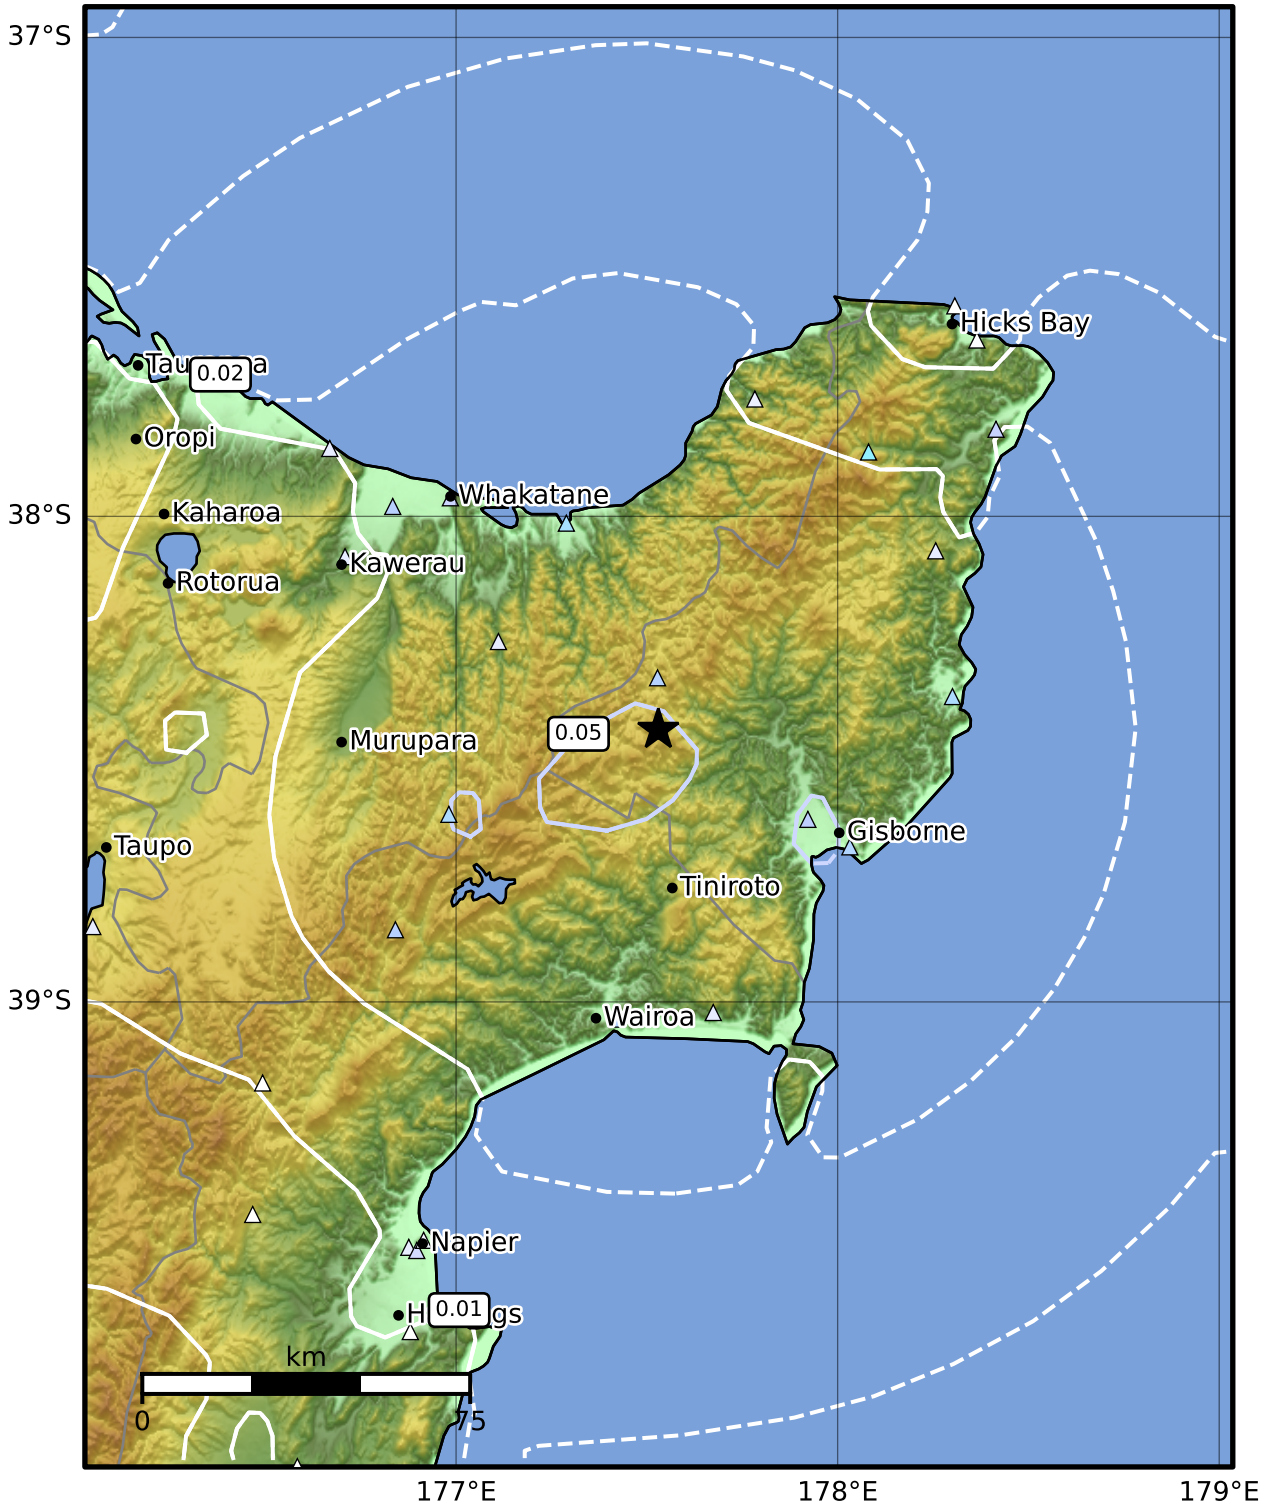 37°S
Hicks Bay
0.02
Oropi
Whakatane
38°S
Kaharoa
Kawerau
Rotorua
0.05
Murupara
Gisborne
Taupo
Tiniroto
39°S
Wairoa
Napier
0.01
km
0 75
177°E 178°E 179°E